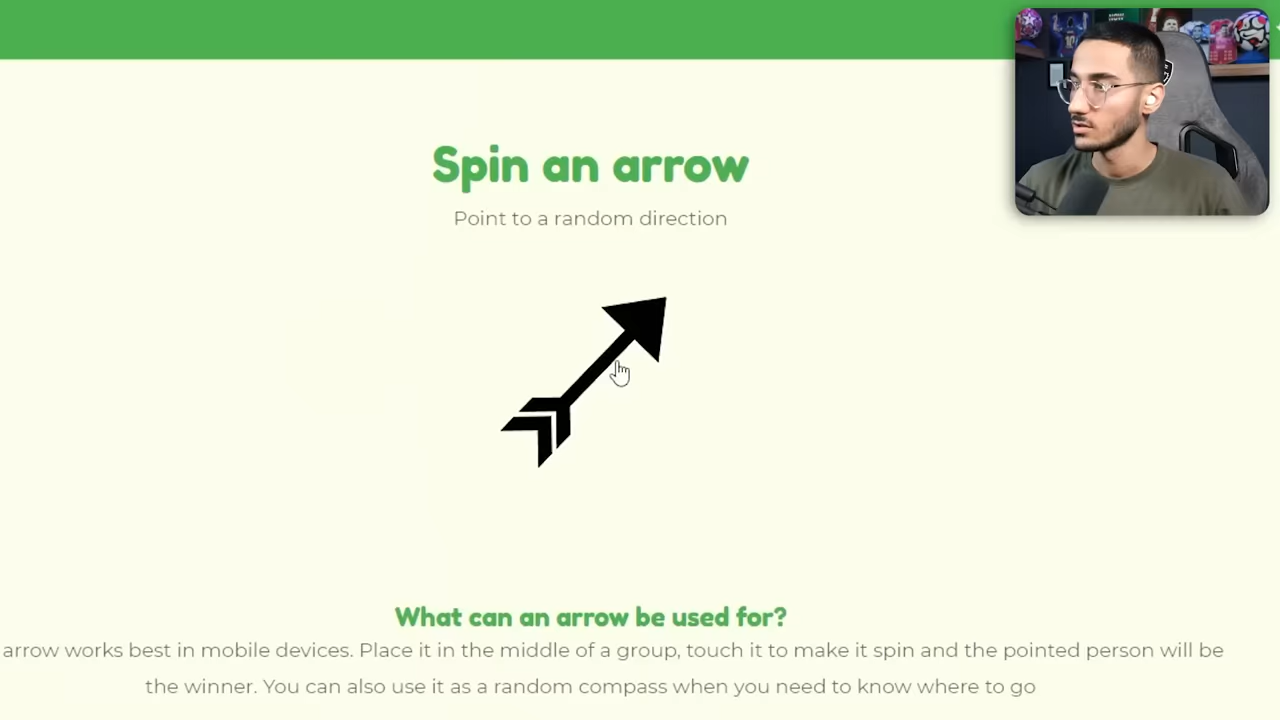 Spin an arrow
Point to a random direction
What can an arrow be used for?
arrow works best in mobile devices. Place it in the middle of a group, touch it to make it spin and the pointed person will be
the winner. You can also use it as a random compass when you need to know where to go
10